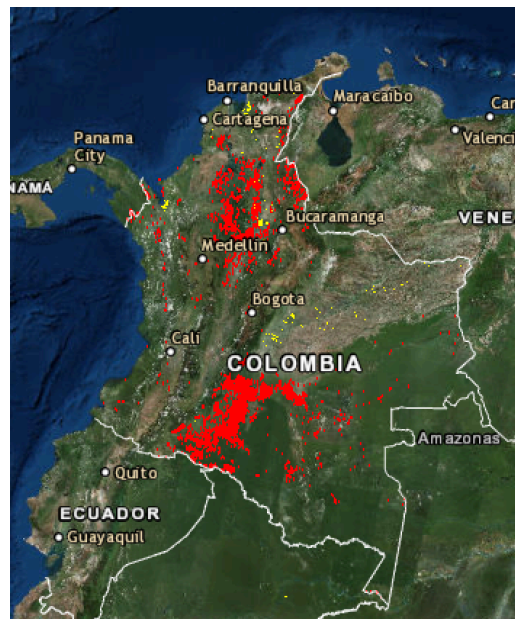 Barranquilla
Maracaibo
Car
Cartagena
Valenci
Panama
City
NAMA
Bucaramanga
VENE
Medellin
Bogota
Cali
COLOMBIA
Amazonas
Quito
ECUADOR
Guayaquil